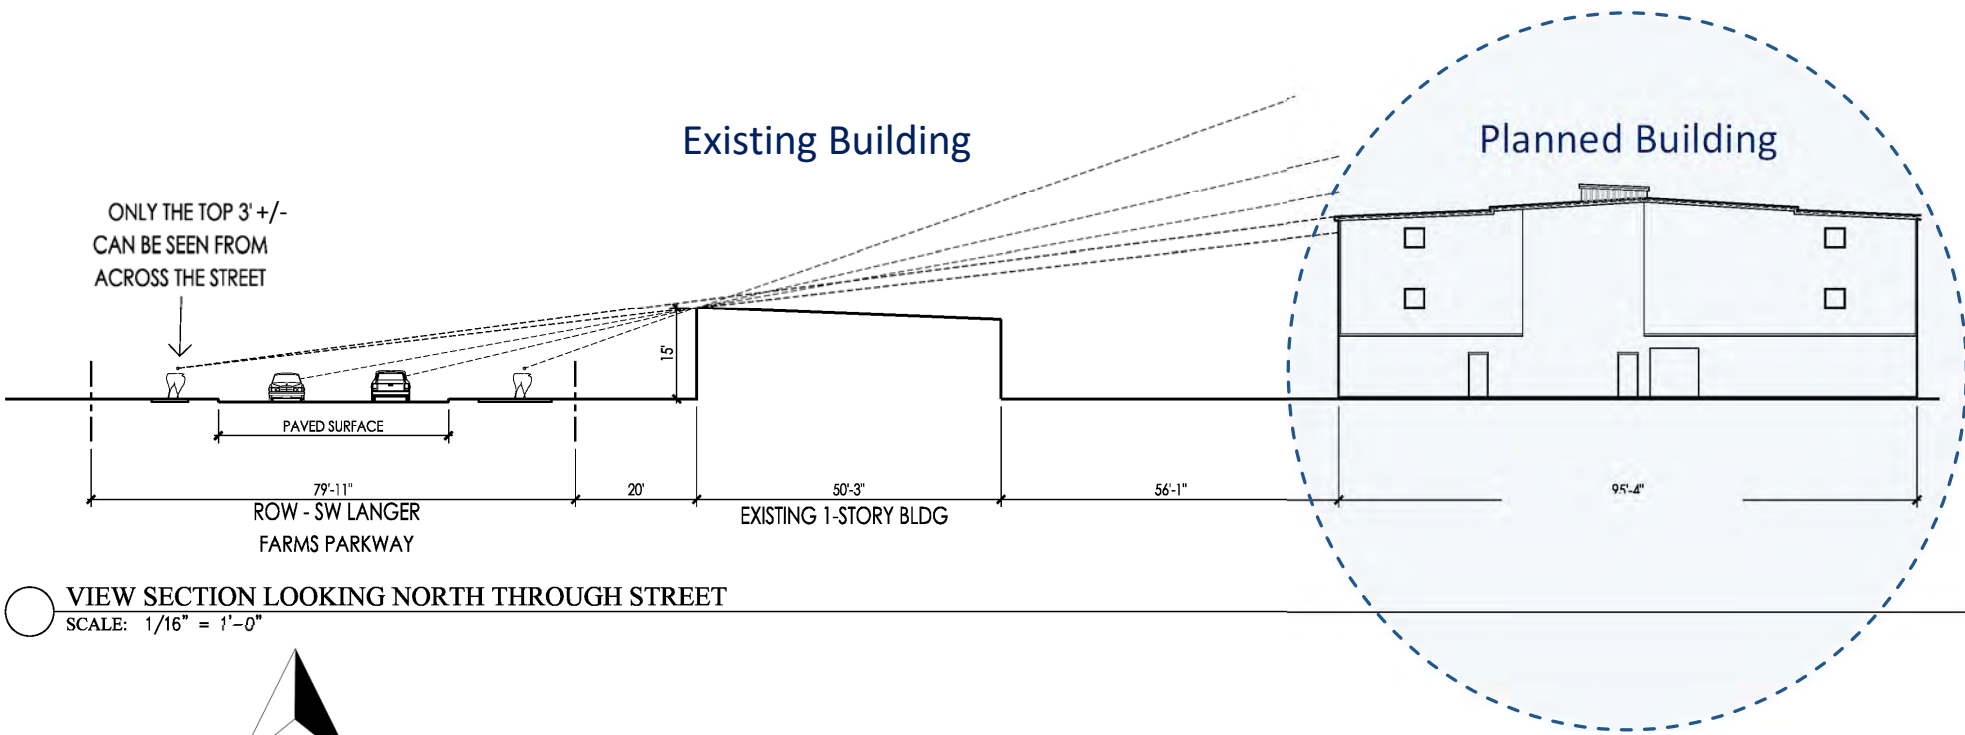 Existing Building
Planned Building
ONLY THE TOP 3' +/-
CAN BE SEEN FROM
ACROSS THE STREET
15'
PAVED SURFACE
79'-11"
20'
50'-3"
56'-1"
95'-4"
ROW - SW LANGER
FARMS PARKWAY
EXISTING 1-STORY BLDG
VIEW SECTION LOOKING NORTH THROUGH STREET
SCALE: 1/16" = 1'-0"